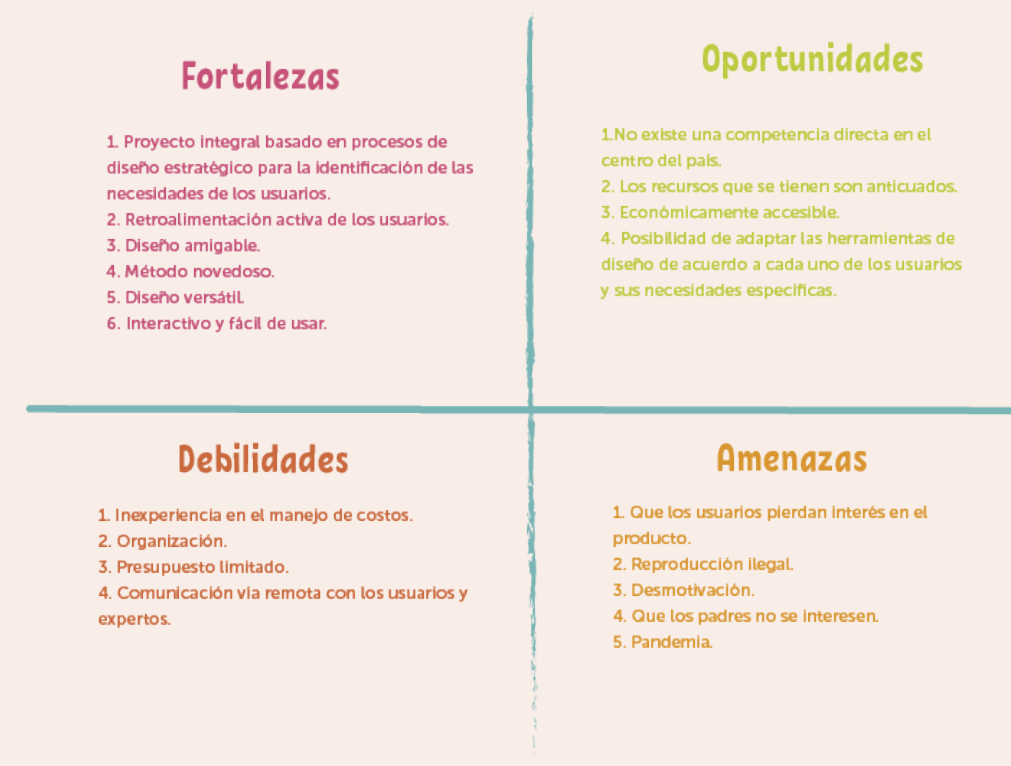 Fortalezas
1. Proyecto integral basado en procesos de
diseño estratégico para la identificación de las
necesidades de los usuarios.
2. Retroalimentación activa de los usuarios.
3. Diseño amigable.
4. Método novedoso.
5. Diseño versátil.
6. Interactivo y fácil de usar.
Oportunidades
1.No existe una competencia directa en el
centro del país.
2. Los recursos que se tienen son anticuados.
3. Económicamente accesible.
4. Posibilidad de adaptar las herramientas de
diseño de acuerdo a cada uno de los usuarios
y sus necesidades específicas.
Debilidades
1. Inexperiencia en el manejo de costos.
2. Organización.
3. Presupuesto limitado.
4. Comunicación vía remota con los usuarios y
expertos.
Amenazas
1. Que los usuarios pierdan interés en el
producto.
2. Reproducción ilegal.
3. Desmotivación.
4. Que los padres no se interesen.
5. Pandemia.